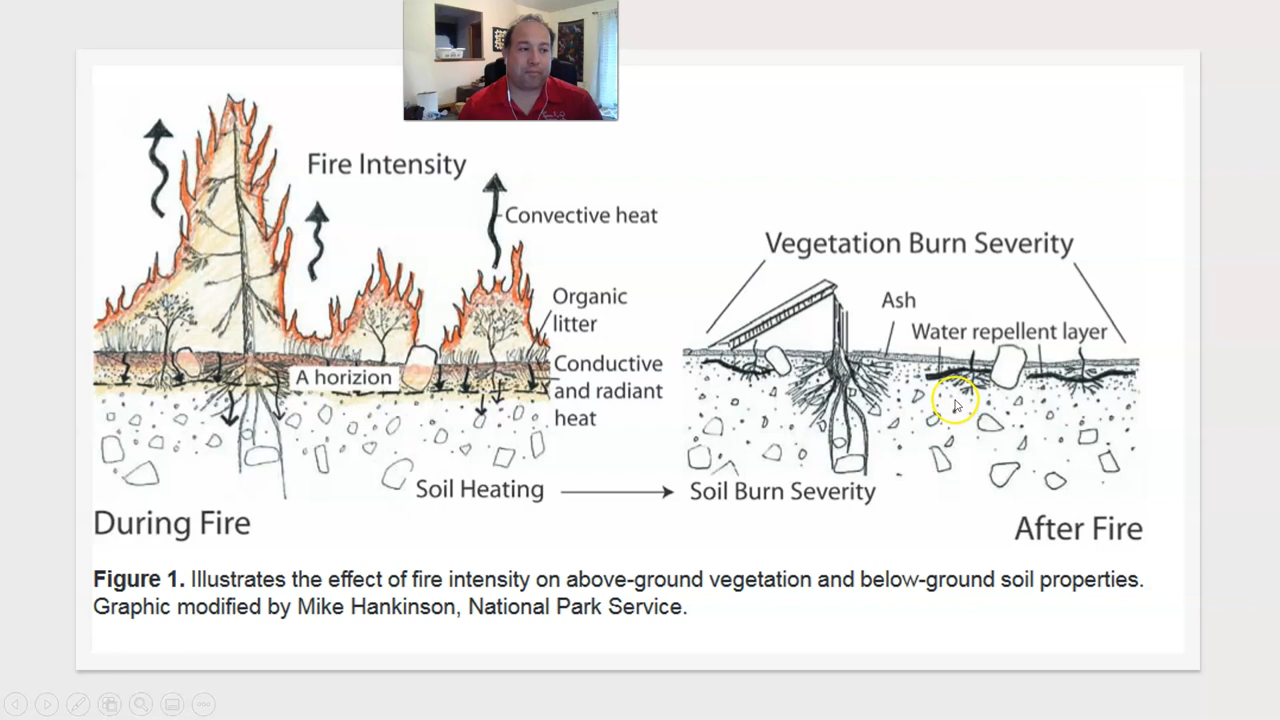 Fire Intensity
Convective heat
Organic
litter
Conductive
and radiant
heat
A horizion
Soil Heating
During Fire
Vegetation Burn Severity
Ash
Water repellent layer
Soil Burn Severity
After Fire
Figure 1. Illustrates the effect of fire intensity on above-ground vegetation and below-ground soil properties.
Graphic modified by Mike Hankinson, National Park Service.